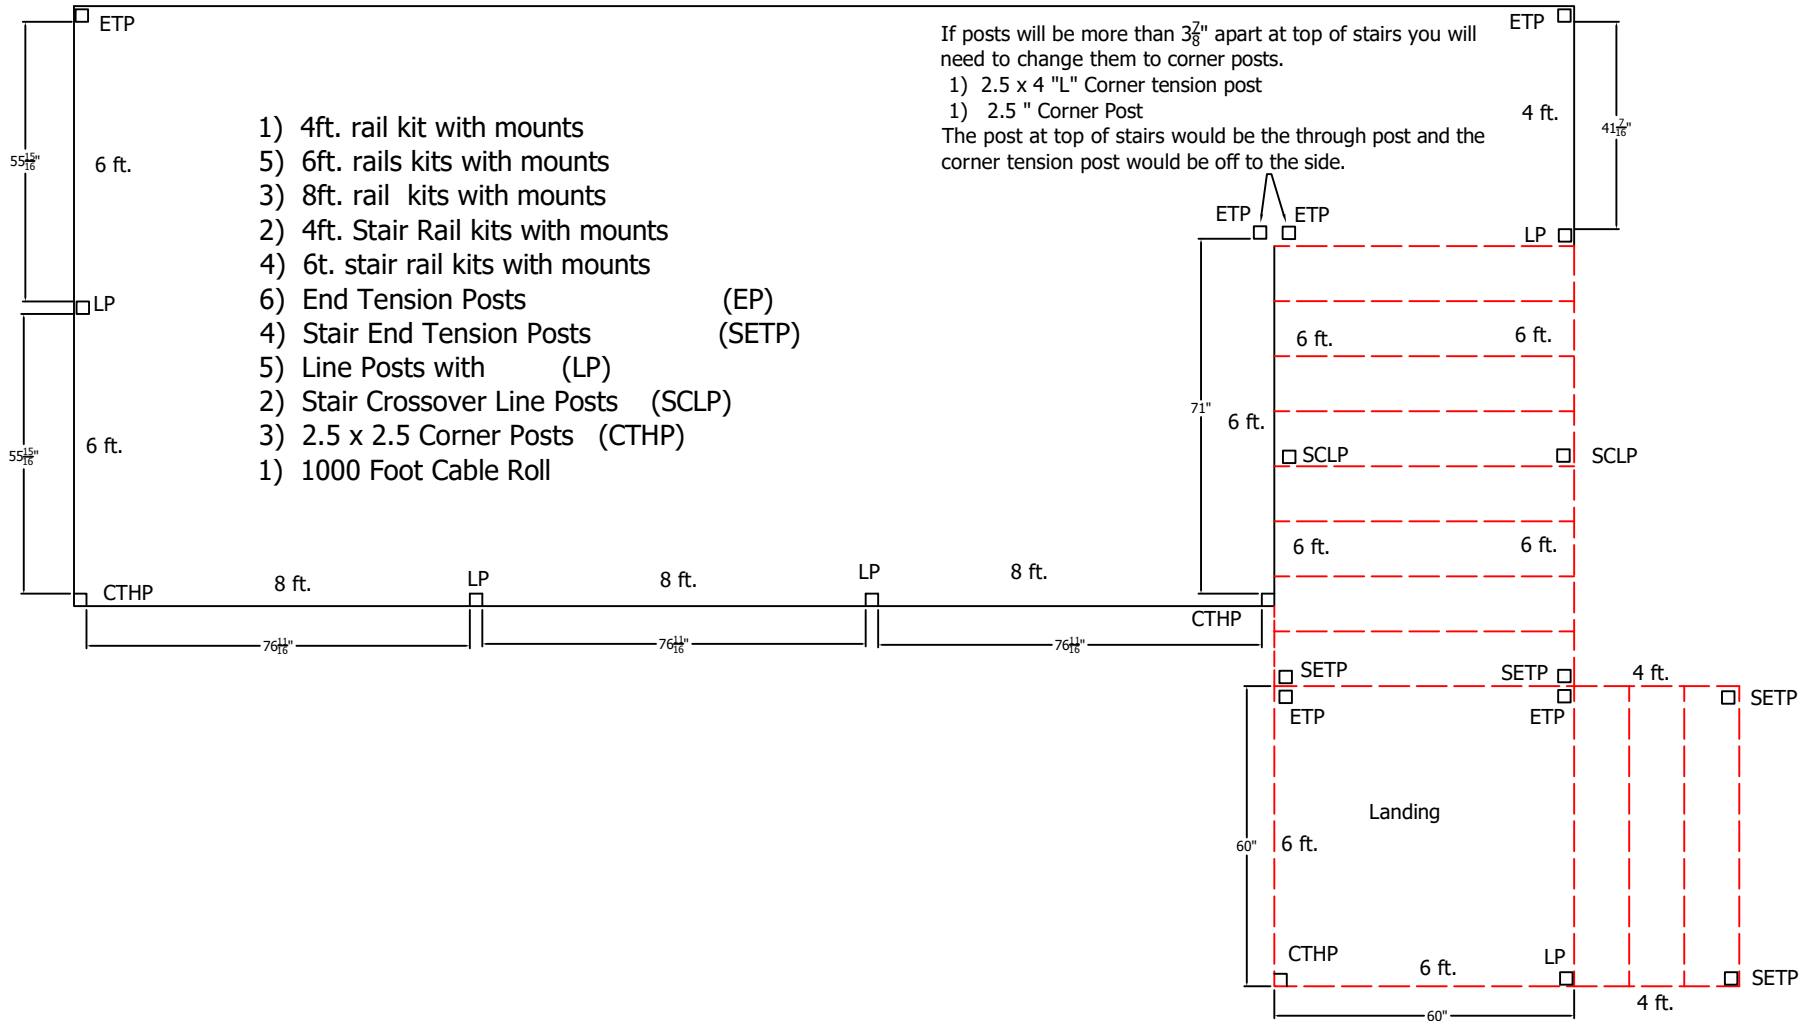 ETP
ETP
If posts will be more than 3 7/8" apart at top of stairs you will
need to change them to corner posts.
1) 2.5 x 4 "L" Corner tension post
1) 2.5 " Corner Post
The post at top of stairs would be the through post and the
corner tension post would be off to the side.
4 ft.
41 7/16"
1) 4ft. rail kit with mounts
5) 6ft. rails kits with mounts
3) 8ft. rail kits with mounts
2) 4ft. Stair Rail kits with mounts
4) 6t. stair rail kits with mounts
6) End Tension Posts (EP)
4) Stair End Tension Posts (SETP)
5) Line Posts with (LP)
2) Stair Crossover Line Posts (SCLP)
3) 2.5 x 2.5 Corner Posts (CTHP)
1) 1000 Foot Cable Roll
55 15/16"
6 ft.
ETP
ETP
LP
LP
6 ft.
6 ft.
71"
6 ft.
55 15/16"
6 ft.
SCLP
SCLP
6 ft.
6 ft.
CTHP
8 ft.
LP
8 ft.
LP
8 ft.
CTHP
76 11/16"
76 11/16"
76 11/16"
SETP
SETP
4 ft.
SETP
ETP
ETP
Landing
60"
6 ft.
CTHP
6 ft.
LP
SETP
4 ft.
60"